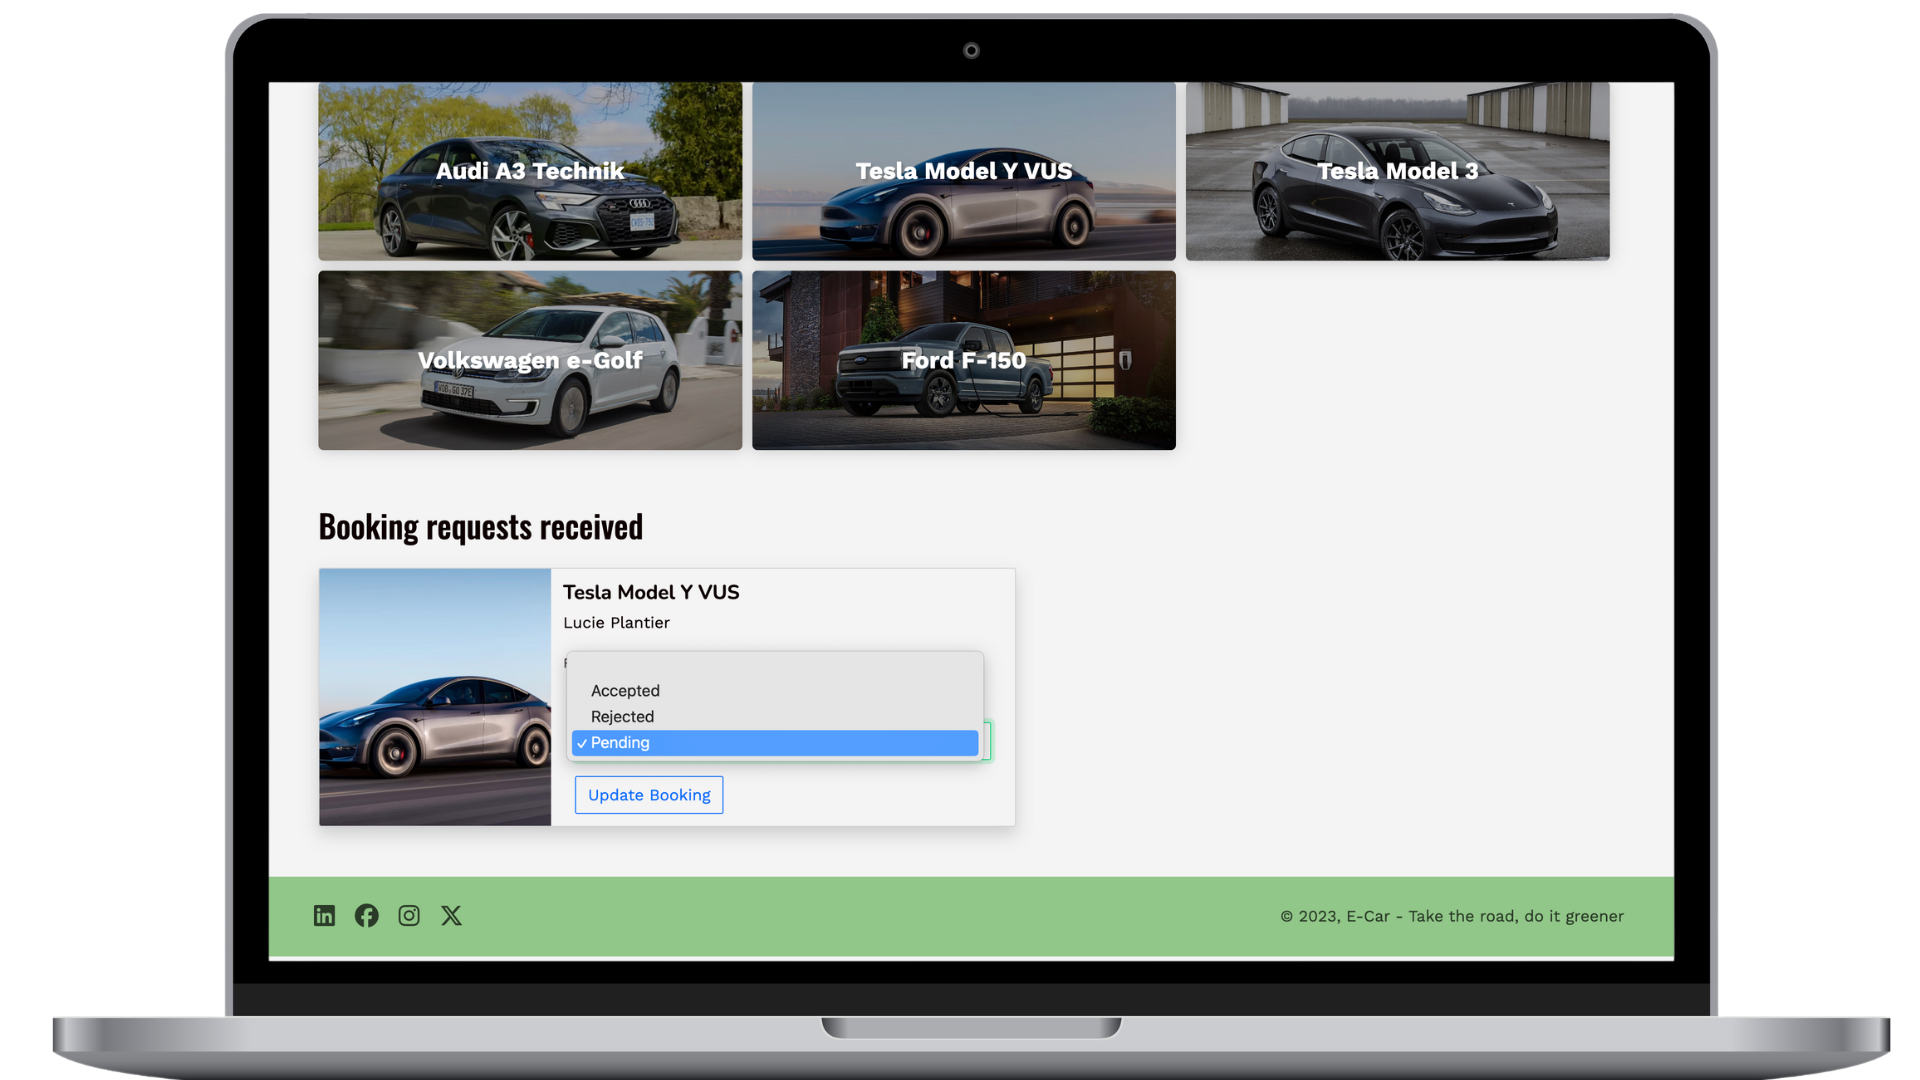 Audi A3 Technik
Tesla Model Y VUS
Tesla Model 3
Volkswagen e-Golf
Ford F-150
Booking requests received
Tesla Model Y VUS
Lucie Plantier
Accepted
Rejected
✓ Pending
Update Booking
© 2023, E-Car - Take the road, do it greener